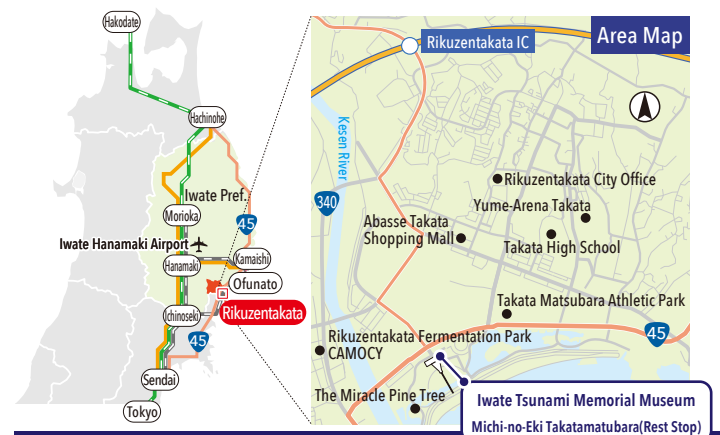 Hakodate
Hachinohe
Iwate Pref.
Morioka
45
Iwate Hanamaki Airport
Hanamaki
Kamaishi
Ofunato
Ichinoseki
Rikuzentakata
45
Sendai
Tokyo
Area Map
Rikuzentakata IC
Kesen River
340
Rikuzentakata City Office
Yume-Arena Takata
Abasse Takata
Shopping Mall
Takata High School
Takata Matsubara Athletic Park
45
Rikuzentakata Fermentation Park
CAMOCY
The Miracle Pine Tree
Iwate Tsunami Memorial Museum
Michi-no-Eki Takatamatubara(Rest Stop)